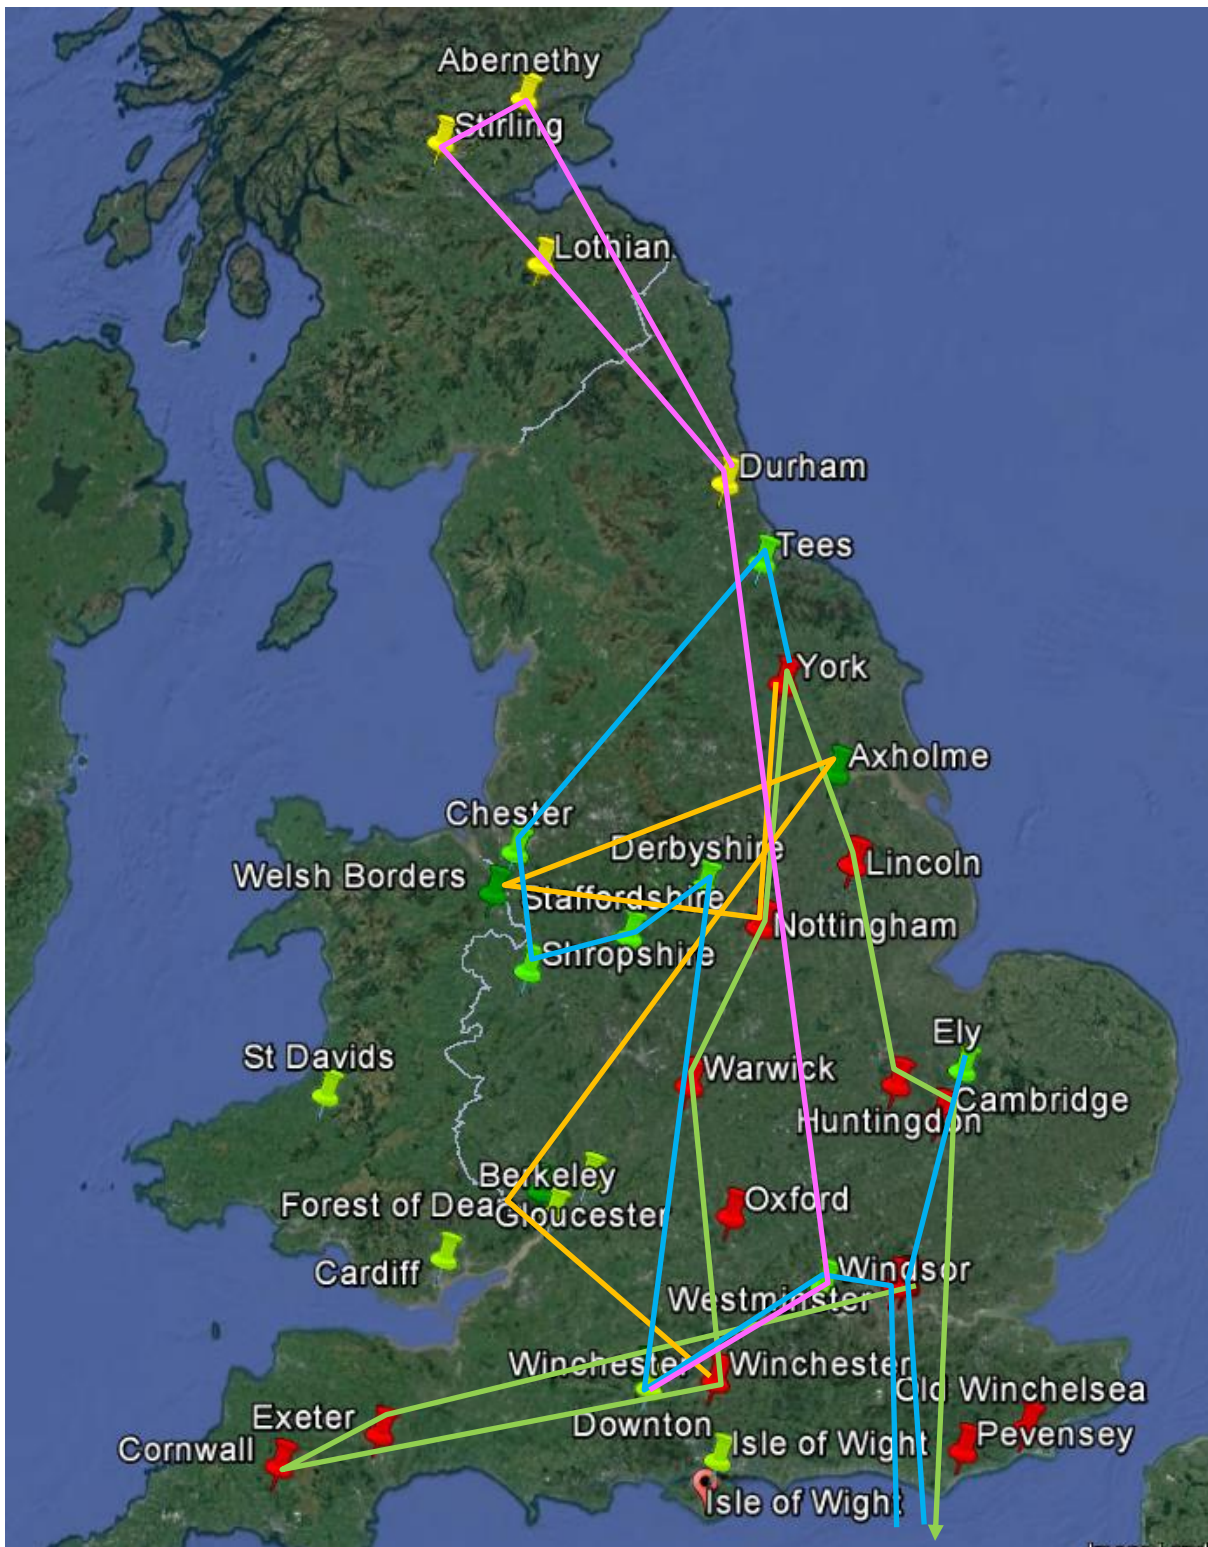 Abernethy
Stirling
Lothian
Durham
Tees
York
Axholme
Chester
Derbyshire
Lincoln
Welsh Borders
Staffordshire
Nottingham
Shropshire
Ely
St Davids
Warwick
Cambridge
Huntingdon
Berkeley
Forest of Dea
Gloucester
Oxford
Cardiff
Windsor
Westminster
Winchester
Winchester
Old Winchelsea
Exeter
Downton
Pevensey
Cornwall
Isle of Wight
Isle of Wight